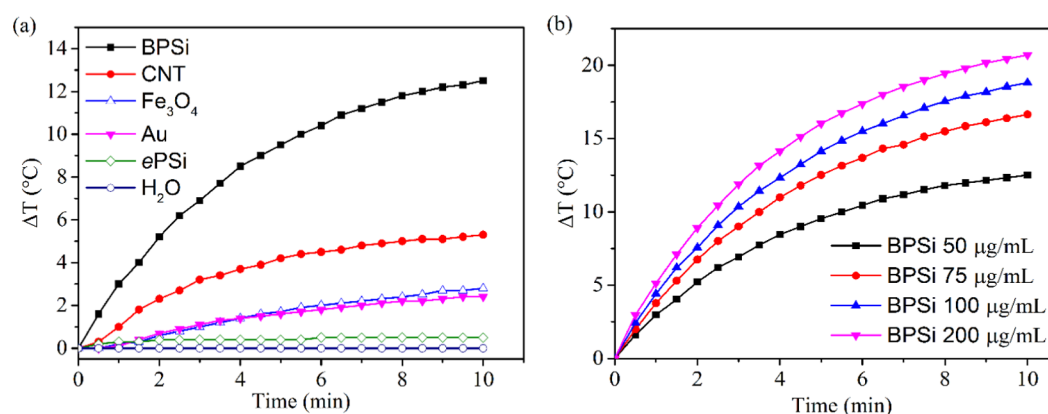 (a)
ΔT (°C)
14
12
10
8
6
4
2
0
BPSi
CNT
Fe₃O₄
Au
ePSi
H₂O
0 2 4 6 8 10
Time (min)
(b)
ΔT (°C)
20
15
10
5
0
BPSi 50 μg/mL
BPSi 75 μg/mL
BPSi 100 μg/mL
BPSi 200 μg/mL
0 2 4 6 8 10
Time (min)